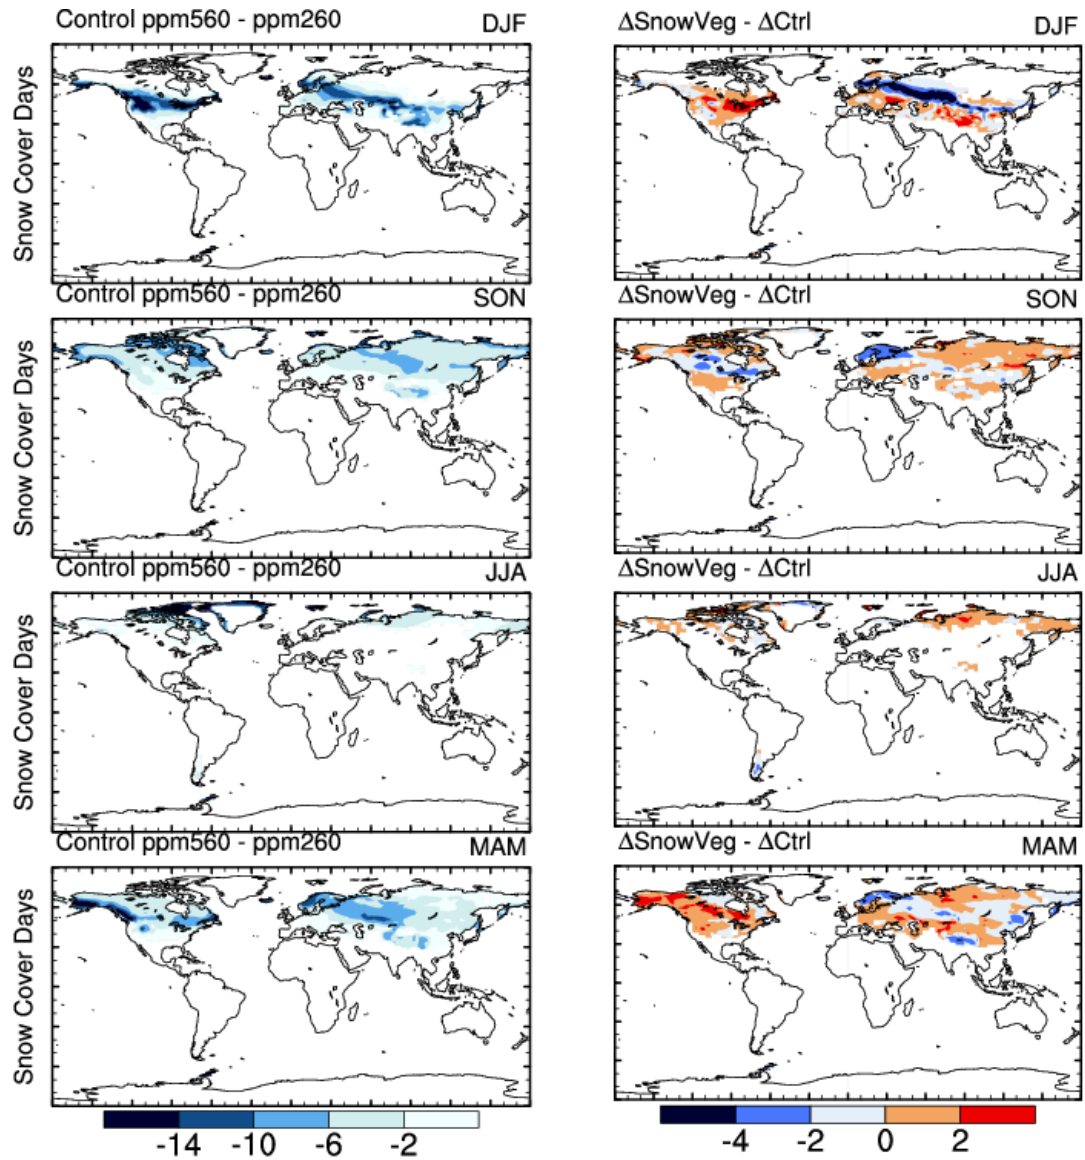 Control ppm560 - ppm260 DJF
ΔSnowVeg - ΔCtrl DJF
Snow Cover Days
Control ppm560 - ppm260 SON
ΔSnowVeg - ΔCtrl SON
Snow Cover Days
Control ppm560 - ppm260 JJA
ΔSnowVeg - ΔCtrl JJA
Snow Cover Days
Control ppm560 - ppm260 MAM
ΔSnowVeg - ΔCtrl MAM
Snow Cover Days
-14 -10 -6 -2
-4 -2 0 2